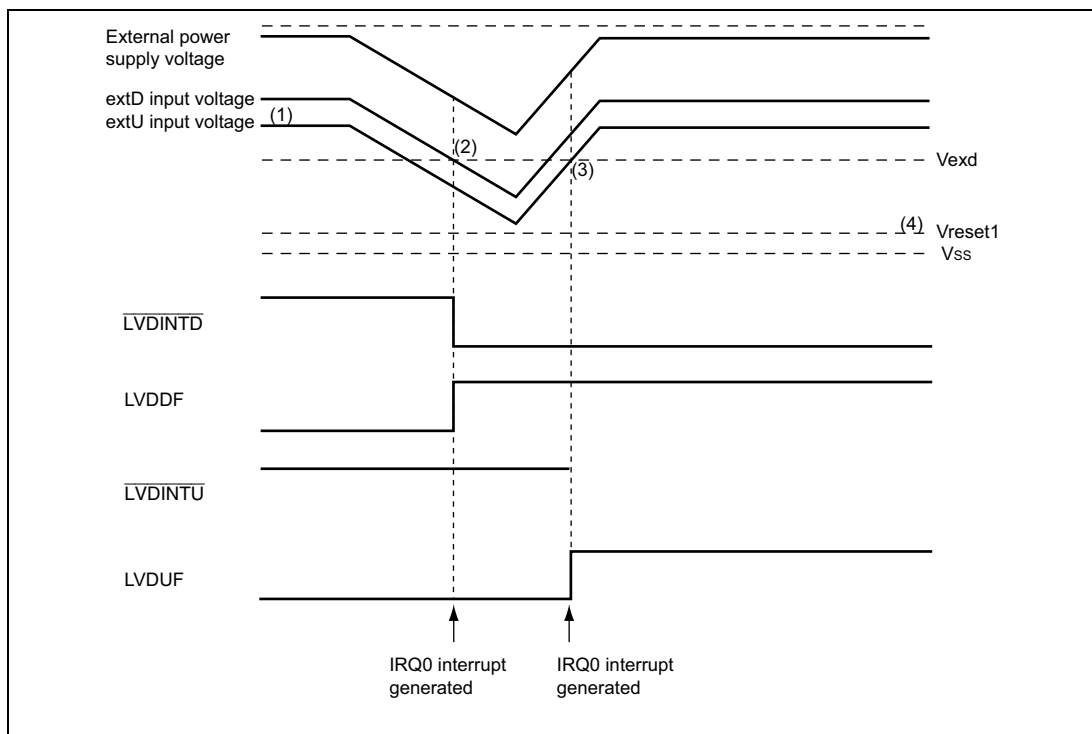 External power
supply voltage
extD input voltage
(1)
extU input voltage
(2)
Vexd
(3)
(4)
Vreset1
Vss
LVDINTD
LVDDF
LVDINTU
LVDUF
IRQ0 interrupt
generated
IRQ0 interrupt
generated